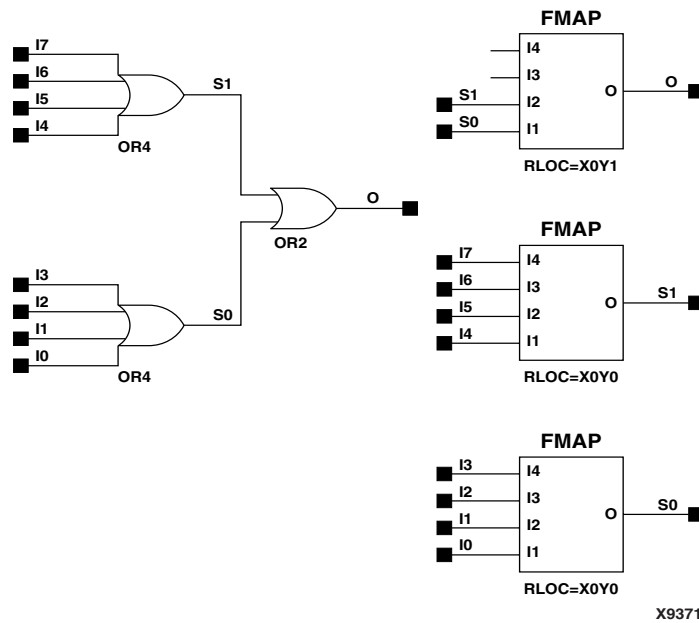 I7
I6
I5
I4
S1
OR4
O
OR2
I3
I2
I1
I0
S0
OR4
FMAP
I4
I3
S1 I2 O O
S0 I1
RLOC=X0Y1
FMAP
I7 I4
I6 I3 O S1
I5 I2
I4 I1
RLOC=X0Y0
FMAP
I3 I4
I2 I3 O S0
I1 I2
I0 I1
RLOC=X0Y0
X9371